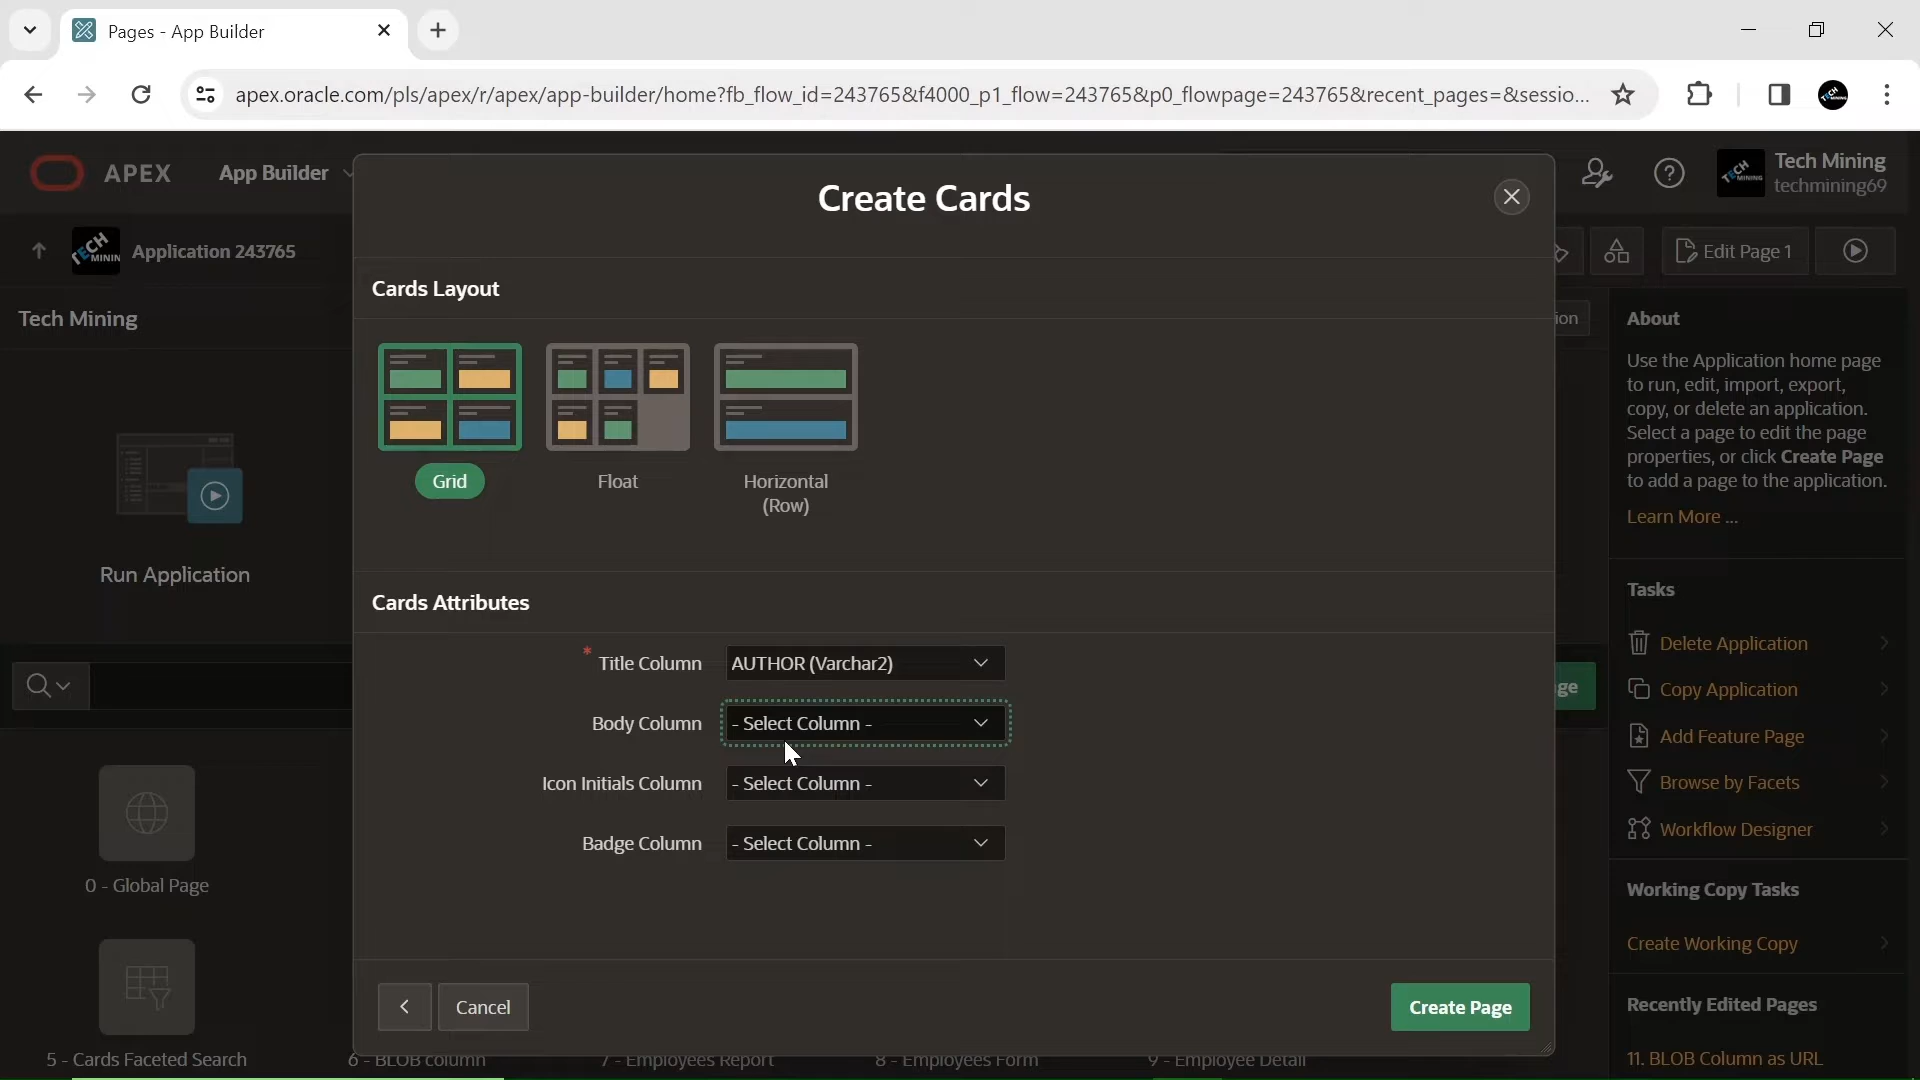 Pages - App Builder
apex.oracle.com/pls/apex/r/apex/app-builder/home?fb_flow_id=243765&f4000_p1_flow=243765&p0_flowpage=243765&recent_pages=&sessio...
APEX
App Builder
Tech Mining
techmining69
Application 243765
Edit Page 1
Tech Mining
Run Application
0 - Global Page
5 - Cards Faceted Search
6 - BLOB column
7 - Employees Report
8 - Employees Form
9 - Employee Detail
Create Cards
Cards Layout
Grid
Float
Horizontal
(Row)
Cards Attributes
* Title Column
AUTHOR (Varchar2)
Body Column
- Select Column -
Icon Initials Column
- Select Column -
Badge Column
- Select Column -
Cancel
Create Page
ion
ge
About
Use the Application home page
to run, edit, import, export,
copy, or delete an application.
Select a page to edit the page
properties, or click Create Page
to add a page to the application.
Learn More ...
Tasks
Delete Application
Copy Application
Add Feature Page
Browse by Facets
Workflow Designer
Working Copy Tasks
Create Working Copy
Recently Edited Pages
11. BLOB Column as URL